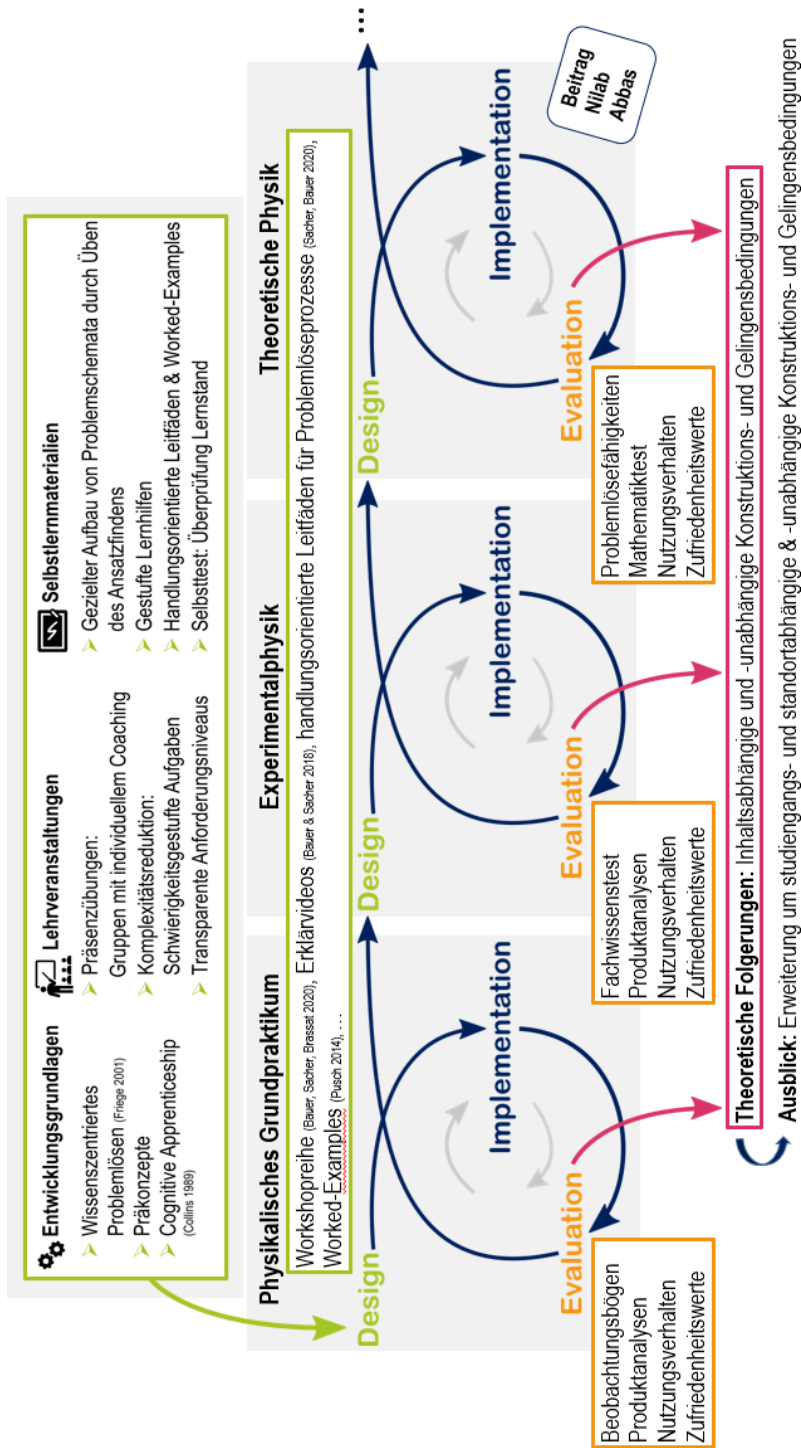 Entwicklungsgrundlagen
Wissenszentriertes
Problemlösen (Friege 2001)
Präkonzepte
Cognitive Apprenticeship
(Collins 1989)
Lehrveranstaltungen
Präsenzübungen:
Gruppen mit individuellem Coaching
Komplexitätsreduktion:
Schwierigkeitsgestufte Aufgaben
Transparente Anforderungsniveaus
Selbstlernmaterialien
Gezielter Aufbau von Problemschemata durch Üben
des Ansatzfindens
Gestufte Lernhilfen
Handlungsorientierte Leitfäden & Worked-Examples
Selbsttest: Überprüfung Lernstand
Physikalisches Grundpraktikum
Experimentalphysik
Theoretische Physik
Workshopreihe (Bauer, Sacher, Brassat 2020), Erklärvideos (Bauer & Sacher 2018), handlungsorientierte Leitfäden für Problemlöseprozesse (Sacher, Bauer 2020),
Worked-Examples (Pusch 2014), ...
Design
Implementation
Evaluation
Beobachtungsbögen
Produktanalysen
Nutzungsverhalten
Zufriedenheitswerte
Design
Implementation
Evaluation
Fachwissenstest
Produktanalysen
Nutzungsverhalten
Zufriedenheitswerte
Design
Implementation
Evaluation
Problemlösefähigkeiten
Mathematiktest
Nutzungsverhalten
Zufriedenheitswerte
...
Beitrag
Nilab
Abbas
Theoretische Folgerungen: Inhaltsabhängige und -unabhängige Konstruktions- und Gelingensbedingungen
Ausblick: Erweiterung um studiengangs- und standortabhängige & -unabhängige Konstruktions- und Gelingensbedingungen